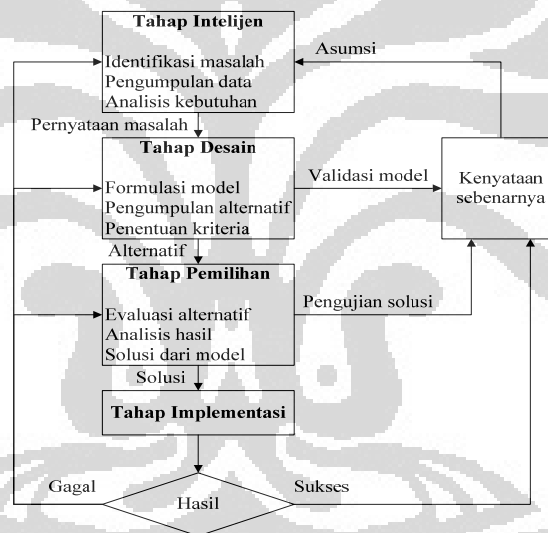 Tahap Intelijen
Identifikasi masalah
Pengumpulan data
Analisis kebutuhan
Asumsi
Pernyataan masalah
Tahap Desain
Formulasi model
Pengumpulan alternatif
Penentuan kriteria
Validasi model
Kenyataan
sebenarnya
Alternatif
Tahap Pemilihan
Evaluasi alternatif
Analisis hasil
Solusi dari model
Pengujian solusi
Solusi
Tahap Implementasi
Gagal
Hasil
Sukses